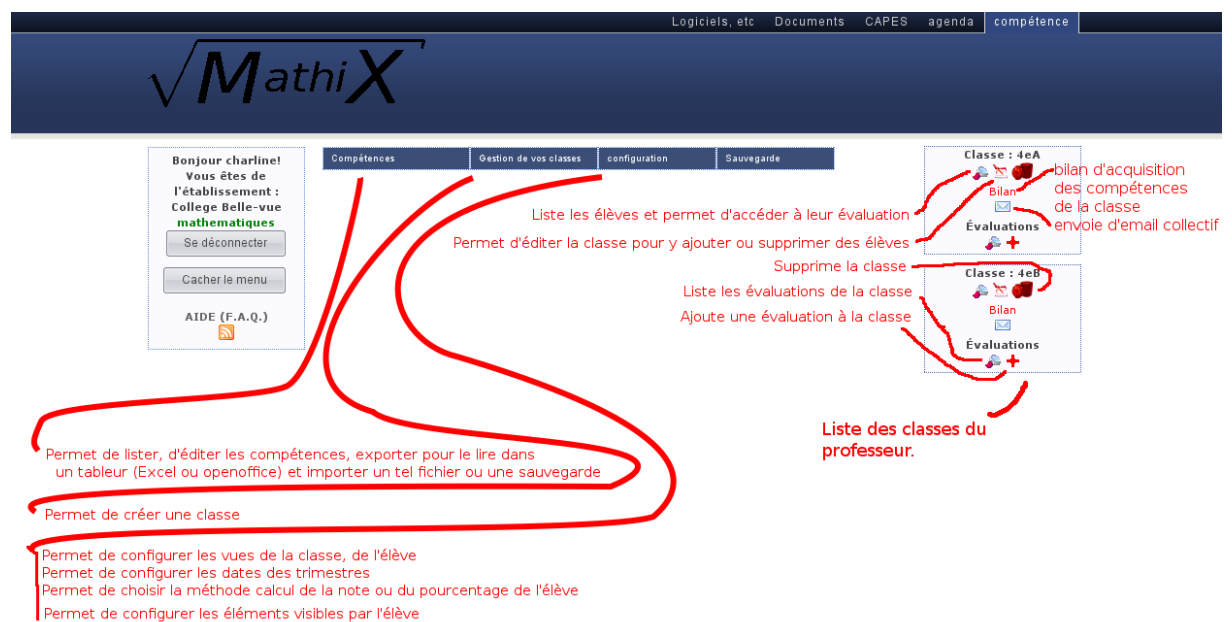 Logiciels, etc Documents CAPES agenda compétence
√MathiX
Bonjour charline!
Vous êtes de
l'établissement :
College Belle-vue
mathematiques
Se déconnecter
Cacher le menu
AIDE (F.A.Q.)
Compétences Gestion de vos classes configuration Sauvegarde
Classe : 4eA
Bilan
Évaluations
bilan d'acquisition
des compétences
de la classe
envoie d'email collectif
Liste les élèves et permet d'accéder à leur évaluation
Permet d'éditer la classe pour y ajouter ou supprimer des élèves
Supprime la classe
Liste les évaluations de la classe
Ajoute une évaluation à la classe
Classe : 4eB
Bilan
Évaluations
Liste des classes du
professeur.
Permet de lister, d'éditer les compétences, exporter pour le lire dans
un tableur (Excel ou openoffice) et importer un tel fichier ou une sauvegarde
Permet de créer une classe
Permet de configurer les vues de la classe, de l'élève
Permet de configurer les dates des trimestres
Permet de choisir la méthode calcul de la note ou du pourcentage de l'élève
Permet de configurer les éléments visibles par l'élève